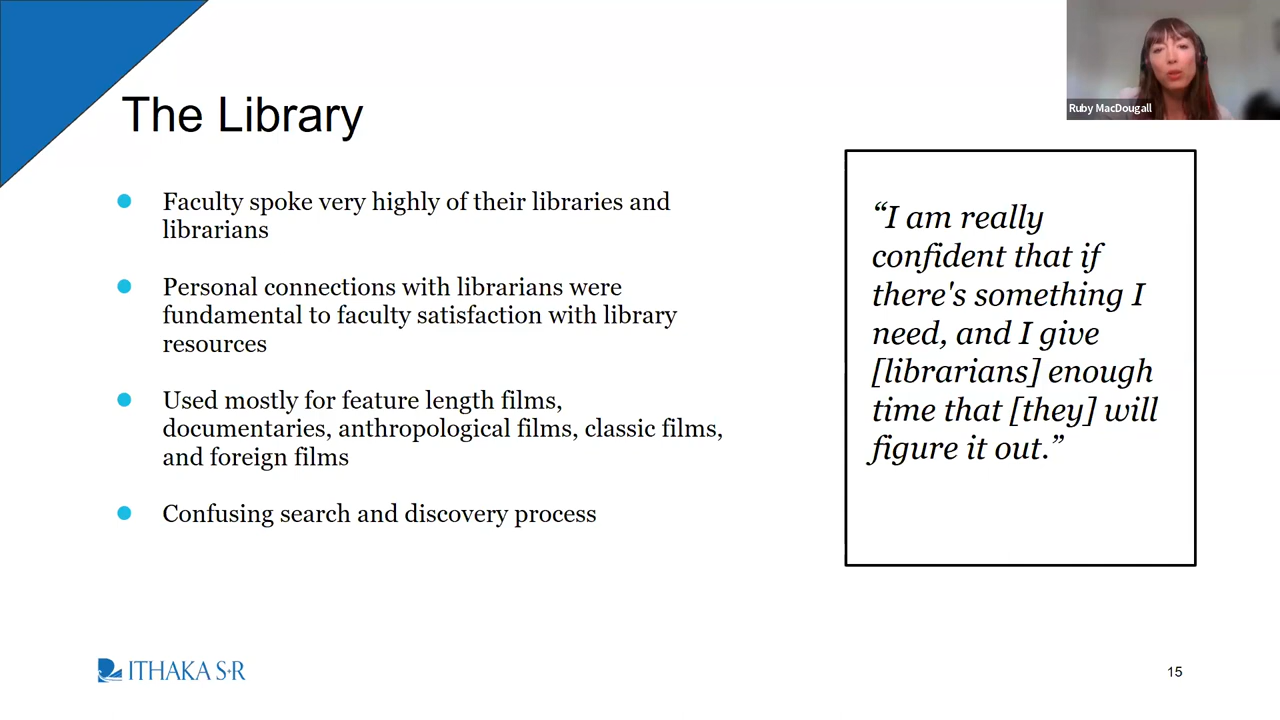 Ruby MacDougall
The Library
Faculty spoke very highly of their libraries and
librarians
Personal connections with librarians were
fundamental to faculty satisfaction with library
resources
Used mostly for feature length films,
documentaries, anthropological films, classic films,
and foreign films
Confusing search and discovery process
“I am really
confident that if
there's something I
need, and I give
[librarians] enough
time that [they] will
figure it out.”
ITHAKA S·R
15